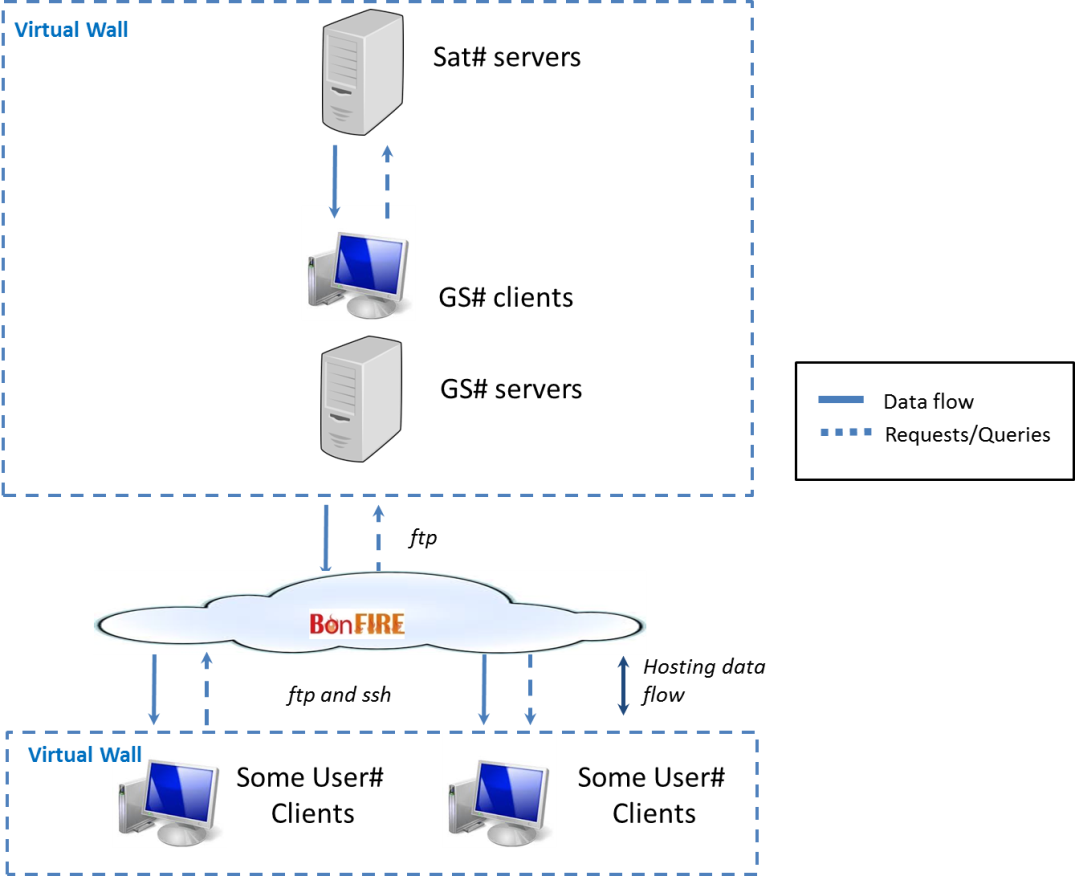 Virtual Wall
Sat# servers
GS# clients
GS# servers
Data flow
Requests/Queries
ftp
BonFIRE
Hosting data
flow
ftp and ssh
Virtual Wall
Some User#
Clients
Some User#
Clients